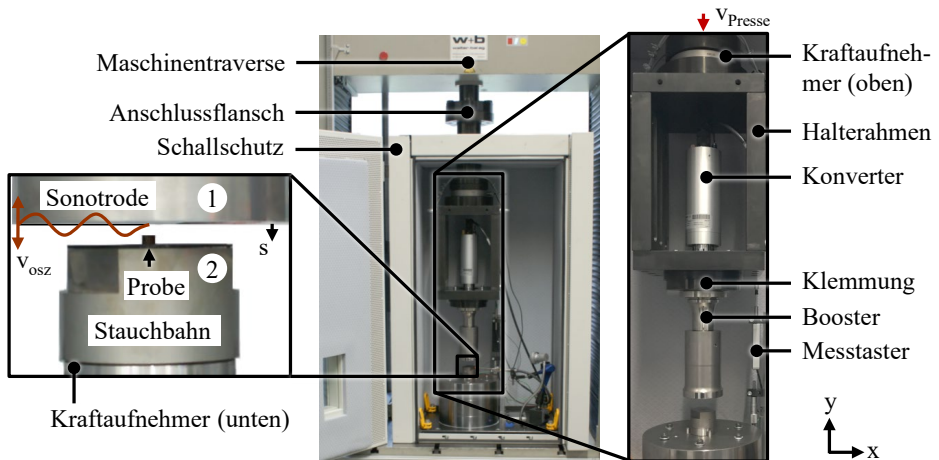 Maschinentraverse
Anschlussflansch
Schallschutz
w+b
Sonotrode
1
v_osz
s
2
Probe
Stauchbahn
Kraftaufnehmer (unten)
v_Presse
Kraftaufneh-
mer (oben)
Halterahmen
Konverter
Klemmung
Booster
Messtaster
y
x